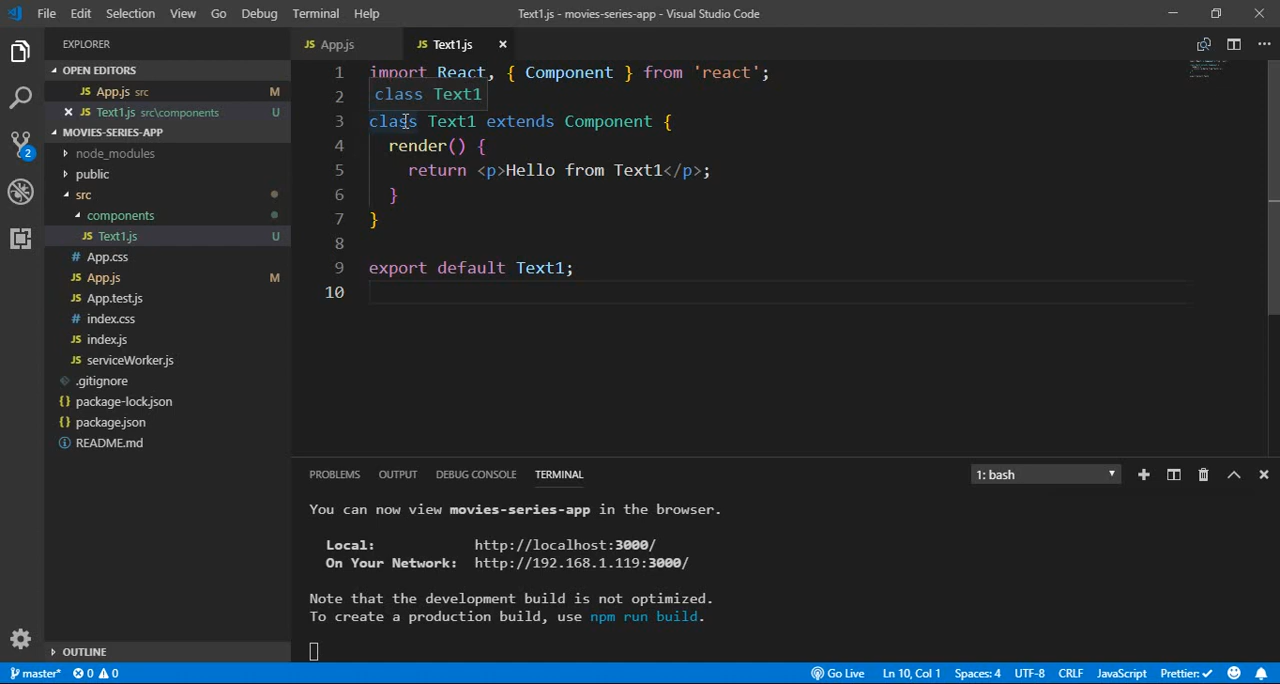 File Edit Selection View Go Debug Terminal Help
Text1.js - movies-series-app - Visual Studio Code
EXPLORER
OPEN EDITORS
JS App.js src M
JS Text1.js src\components U
MOVIES-SERIES-APP
node_modules
public
src
components
JS Text1.js U
# App.css
JS App.js M
JS App.test.js
# index.css
JS index.js
JS serviceWorker.js
.gitignore
{} package-lock.json
{} package.json
README.md
OUTLINE
2
JS App.js
JS Text1.js
1 import React, { Component } from 'react';
2
class Text1
3 class Text1 extends Component {
4 render() {
5 return <p>Hello from Text1</p>;
6 }
7 }
8
9 export default Text1;
10
PROBLEMS OUTPUT DEBUG CONSOLE TERMINAL
1: bash
You can now view movies-series-app in the browser.
Local: http://localhost:3000/
On Your Network: http://192.168.1.119:3000/
Note that the development build is not optimized.
To create a production build, use npm run build.
master* 0 0
Go Live Ln 10, Col 1 Spaces: 4 UTF-8 CRLF JavaScript Prettier: ✓